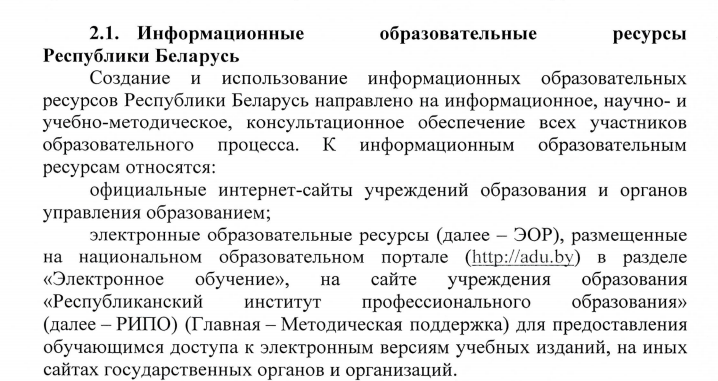 2.1. Информационные образовательные ресурсы
Республики Беларусь
Создание и использование информационных образовательных
ресурсов Республики Беларусь направлено на информационное, научно- и
учебно-методическое, консультационное обеспечение всех участников
образовательного процесса. К информационным образовательным
ресурсам относятся:
официальные интернет-сайты учреждений образования и органов
управления образованием;
электронные образовательные ресурсы (далее – ЭОР), размещенные
на национальном образовательном портале (http://adu.by) в разделе
«Электронное обучение», на сайте учреждения образования
«Республиканский институт профессионального образования»
(далее – РИПО) (Главная – Методическая поддержка) для предоставления
обучающимся доступа к электронным версиям учебных изданий, на иных
сайтах государственных органов и организаций.